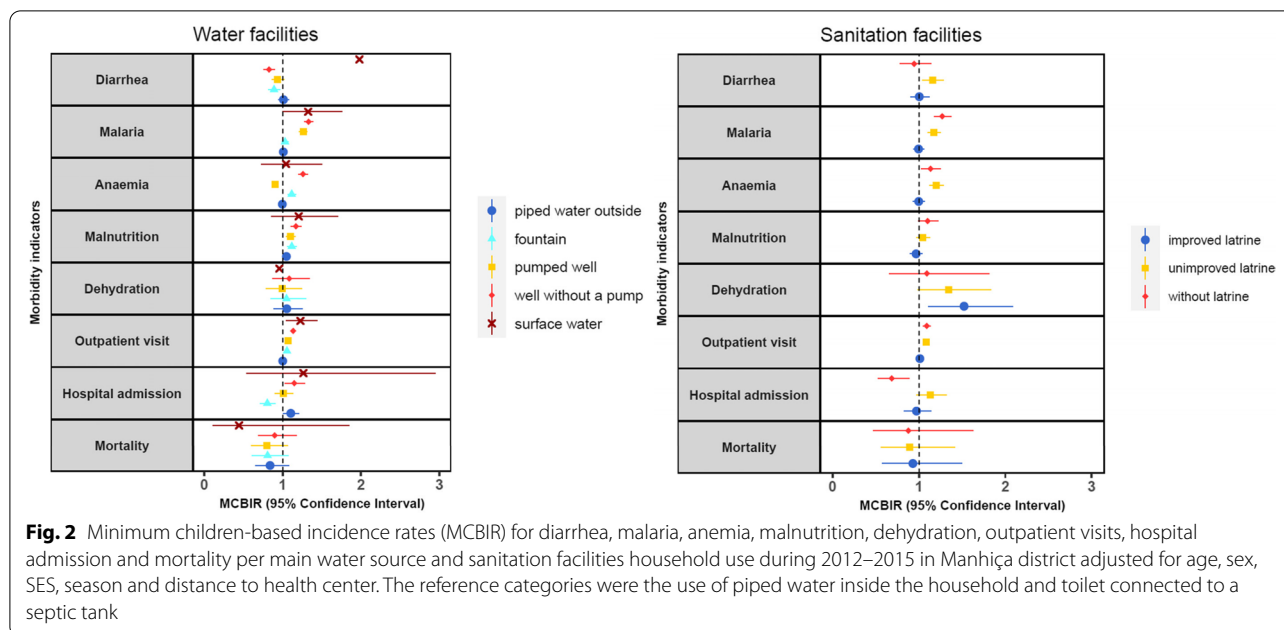 Water facilities
Morbidity indicators
Diarrhea
Malaria
Anaemia
Malnutrition
Dehydration
Outpatient visit
Hospital admission
Mortality
0 1 2 3
MCBIR (95% Confidence Interval)
piped water outside
fountain
pumped well
well without a pump
surface water
Sanitation facilities
Morbidity indicators
Diarrhea
Malaria
Anaemia
Malnutrition
Dehydration
Outpatient visit
Hospital admission
Mortality
0 1 2 3
MCBIR (95% Confidence Interval)
improved latrine
unimproved latrine
without latrine
Fig. 2 Minimum children-based incidence rates (MCBIR) for diarrhea, malaria, anemia, malnutrition, dehydration, outpatient visits, hospital
admission and mortality per main water source and sanitation facilities household use during 2012–2015 in Manhiça district adjusted for age, sex,
SES, season and distance to health center. The reference categories were the use of piped water inside the household and toilet connected to a
septic tank